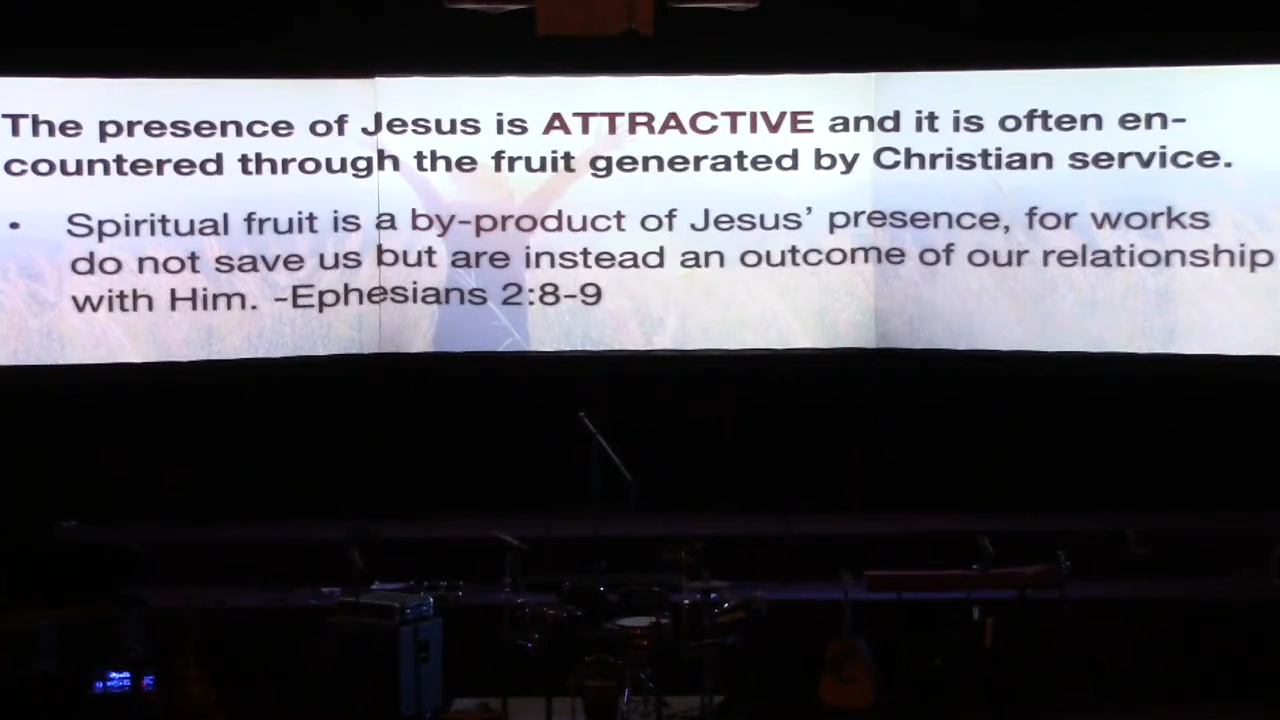 The presence of Jesus is ATTRACTIVE and it is often en-
countered through the fruit generated by Christian service.
• Spiritual fruit is a by-product of Jesus’ presence, for works
do not save us but are instead an outcome of our relationship
with Him. -Ephesians 2:8-9